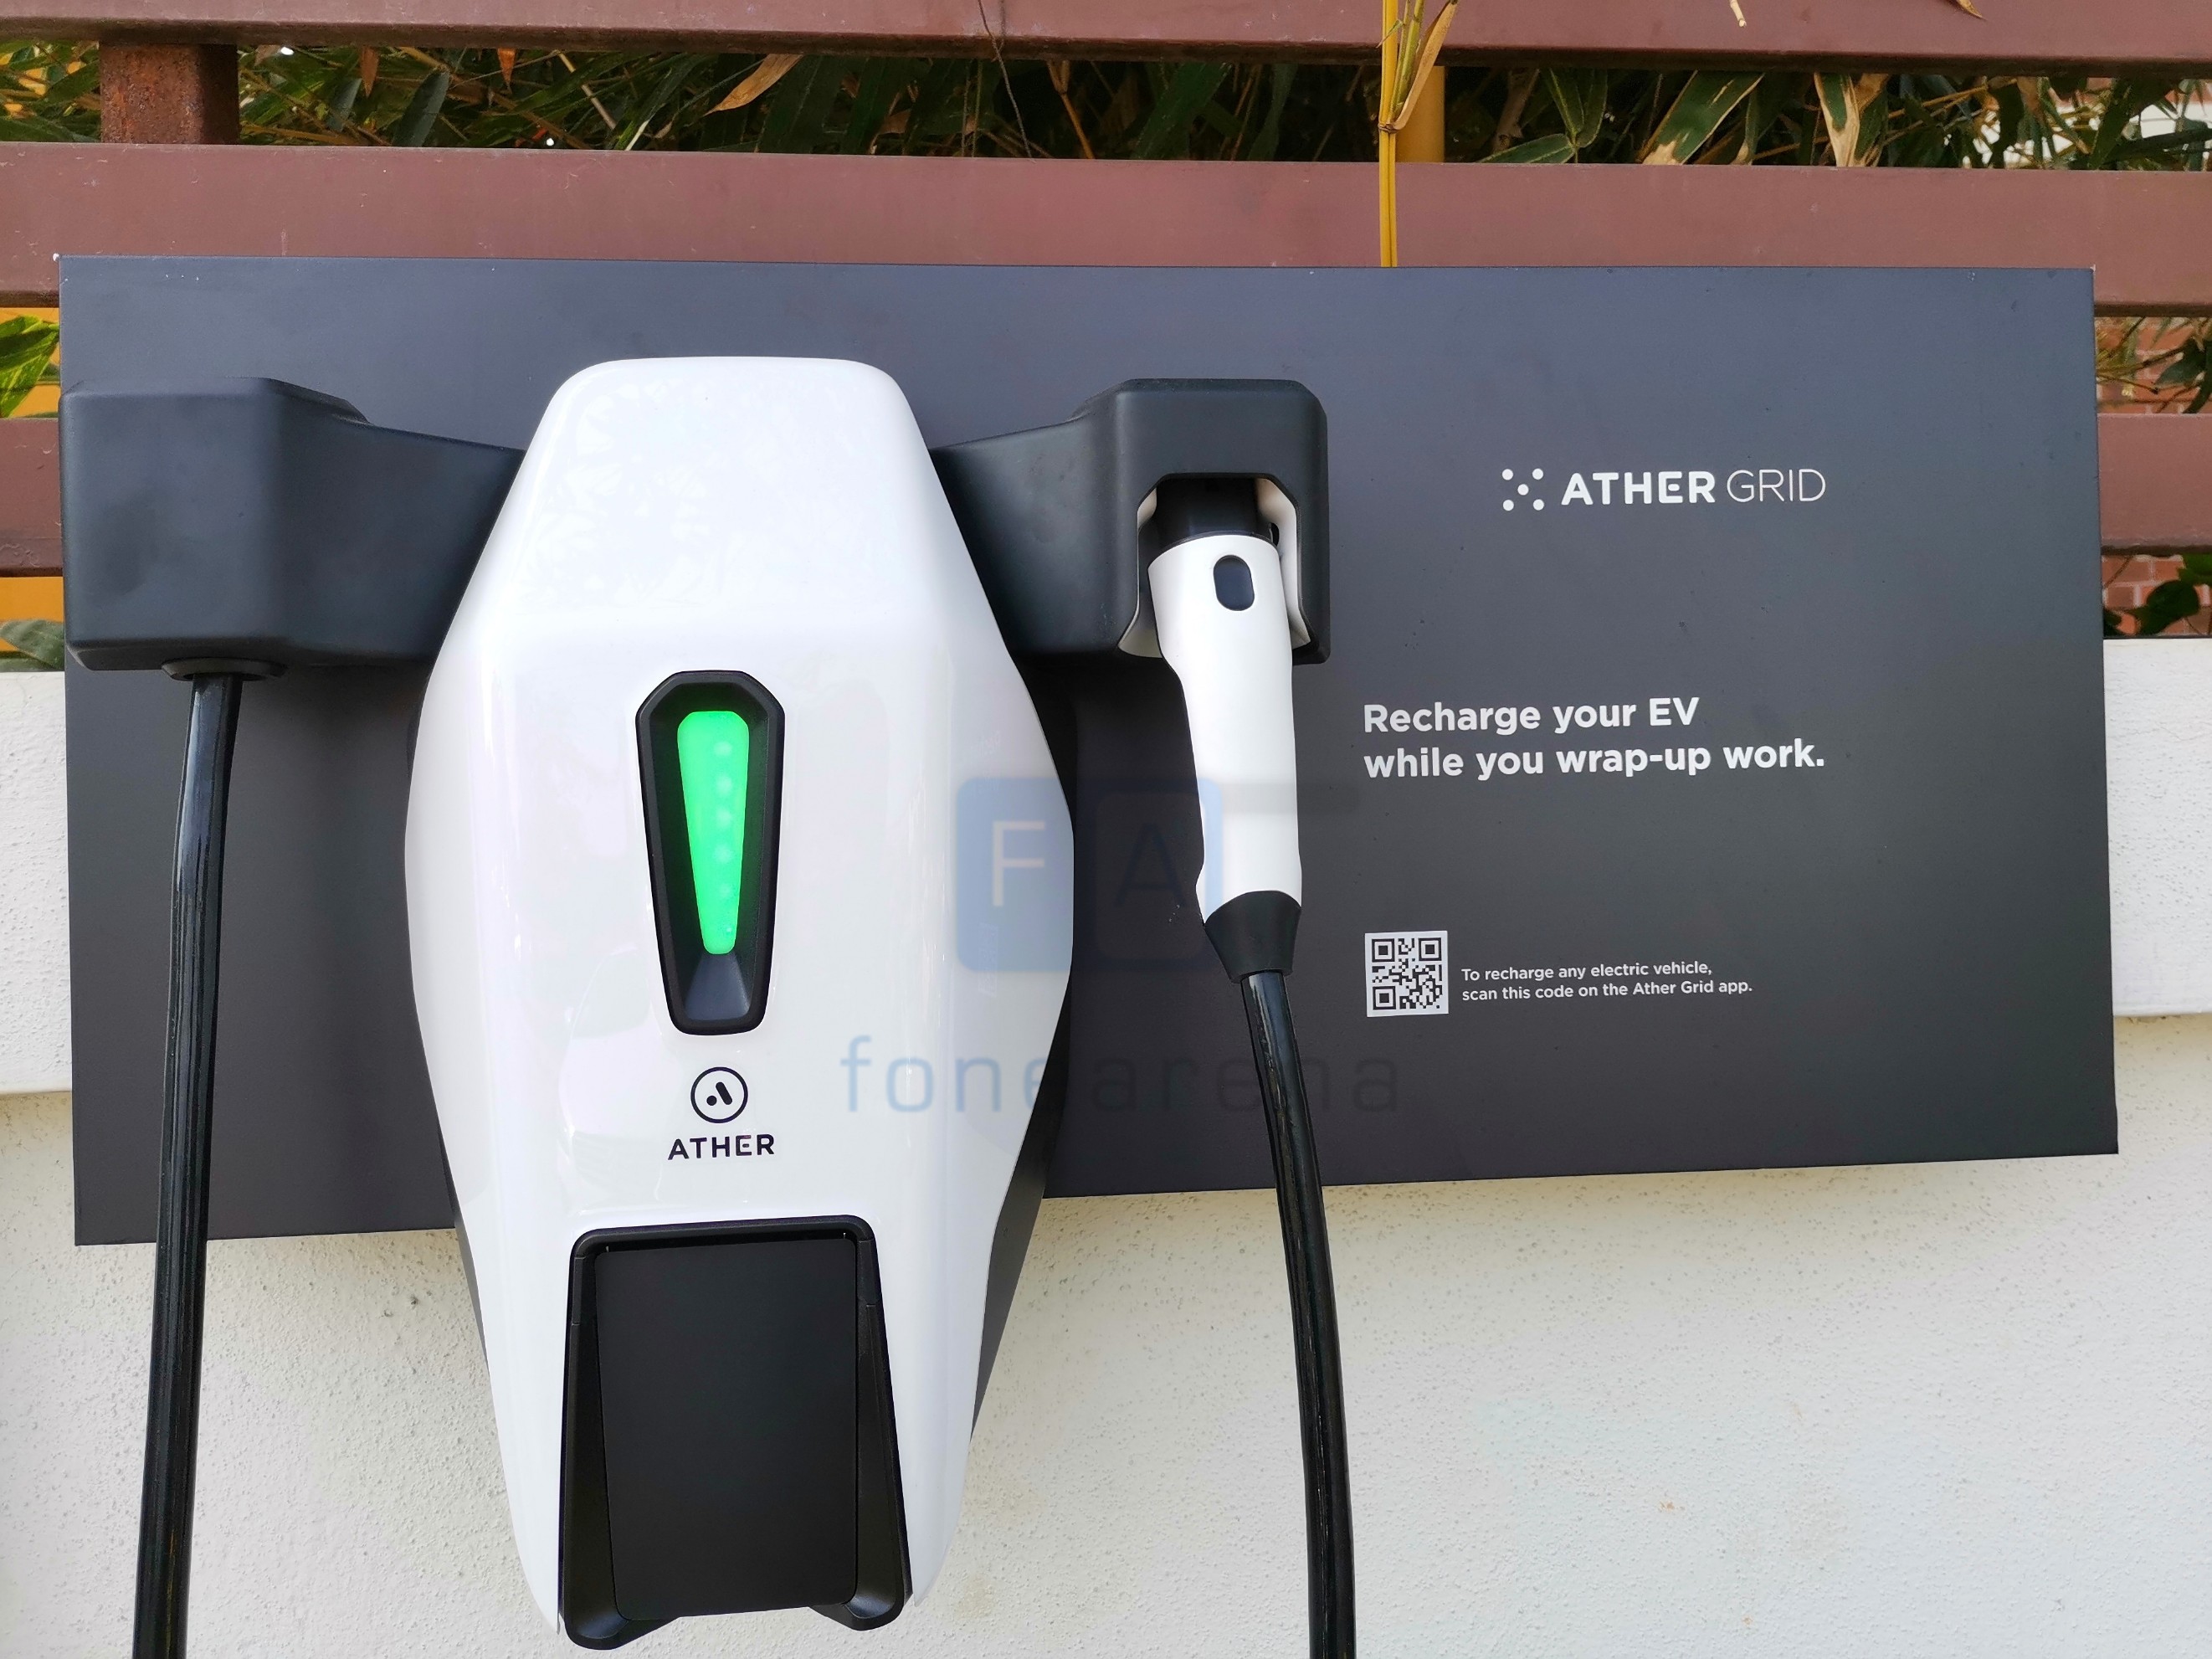 ATHER GRID
Recharge your EV
while you wrap-up work.
To recharge any electric vehicle,
scan this code on the Ather Grid app.
ATHER
FA
fonearena